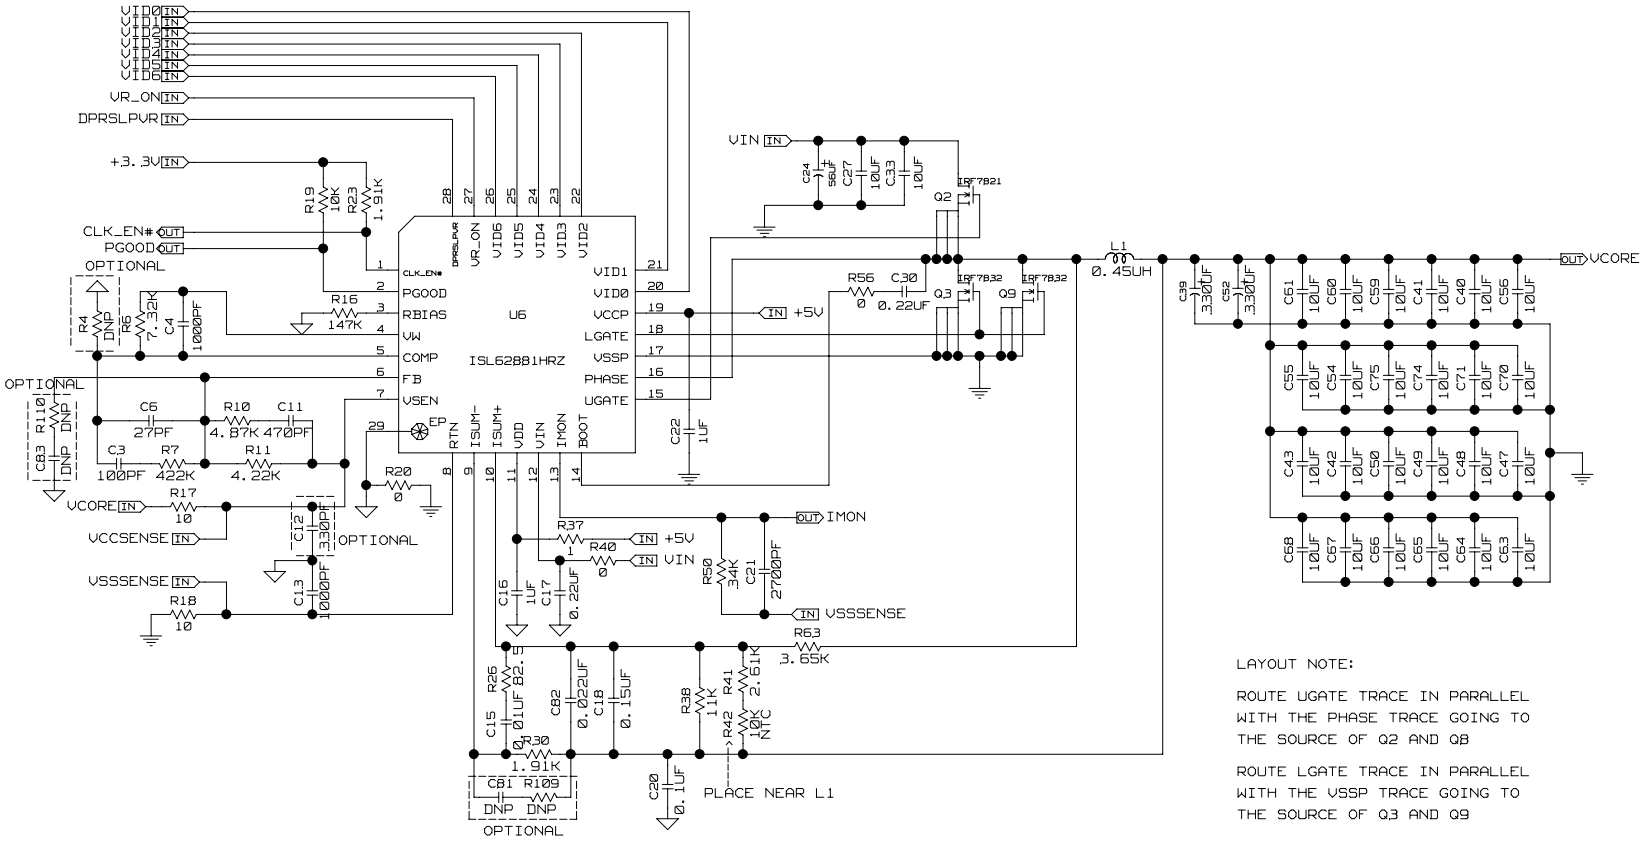 VID0 IN
VID1 IN
VID2 IN
VID3 IN
VID4 IN
VID5 IN
VID6 IN
VR_ON IN
DPRSLPVR IN
+3.3V IN
R19 10K
R23 1.91K
CLK_EN# OUT
PGOOD OUT
OPTIONAL
R4 DNP
R6 7.32K
C4 1000PF
R16
147K
OPTIONAL
R110 DNP
C83 DNP
C6
27PF
R10
4.87K
C11
470PF
C3
100PF
R7
422K
R11
4.22K
VCORE IN
R17
10
VCCSENSE IN
C12 330PF
OPTIONAL
VSSSENSE IN
C13 1000PF
R18
10
R20
0
28 27 26 25 24 23 22
DPRSLPVR VR_ON VID6 VID5 VID4 VID3 VID2
1 CLK_EN#
2 PGOOD
3 RBIAS
4 VW
5 COMP
6 FB
7 VSEN
29 EP
U6
ISL62881HRZ
VID1 21
VID0 20
VCCP 19
LGATE 18
VSSP 17
PHASE 16
UGATE 15
RTN ISUM- ISUM+ VDD VIN IMON BOOT
8 9 10 11 12 13 14
VIN IN
C24 56UF
C27 10UF
C33 10UF
IRF7821
Q2
R56
0
C30
0.22UF
IRF7832
Q3
IRF7832
Q9
IN +5V
C22 1UF
L1
0.45UH
C39 330UF
C52 330UF
C61 10UF
C60 10UF
C59 10UF
C41 10UF
C40 10UF
C56 10UF
OUT VCORE
C55 10UF
C54 10UF
C75 10UF
C74 10UF
C71 10UF
C70 10UF
C43 10UF
C42 10UF
C50 10UF
C49 10UF
C48 10UF
C47 10UF
C68 10UF
C67 10UF
C66 10UF
C65 10UF
C64 10UF
C63 10UF
OUT IMON
R37
1
IN +5V
R40
0
IN VIN
C16 1UF
C17 0.22UF
R50 34K
C21 2700PF
IN VSSSENSE
R63
3.65K
R26 82.5
C15 0.01UF
C82 0.022UF
C18 0.15UF
R38 11K
R41 2.61K
R42 10K NTC
R30
1.91K
C81
DNP
R109
DNP
OPTIONAL
C20 0.1UF
PLACE NEAR L1
LAYOUT NOTE:
ROUTE UGATE TRACE IN PARALLEL
WITH THE PHASE TRACE GOING TO
THE SOURCE OF Q2 AND Q8
ROUTE LGATE TRACE IN PARALLEL
WITH THE VSSP TRACE GOING TO
THE SOURCE OF Q3 AND Q9